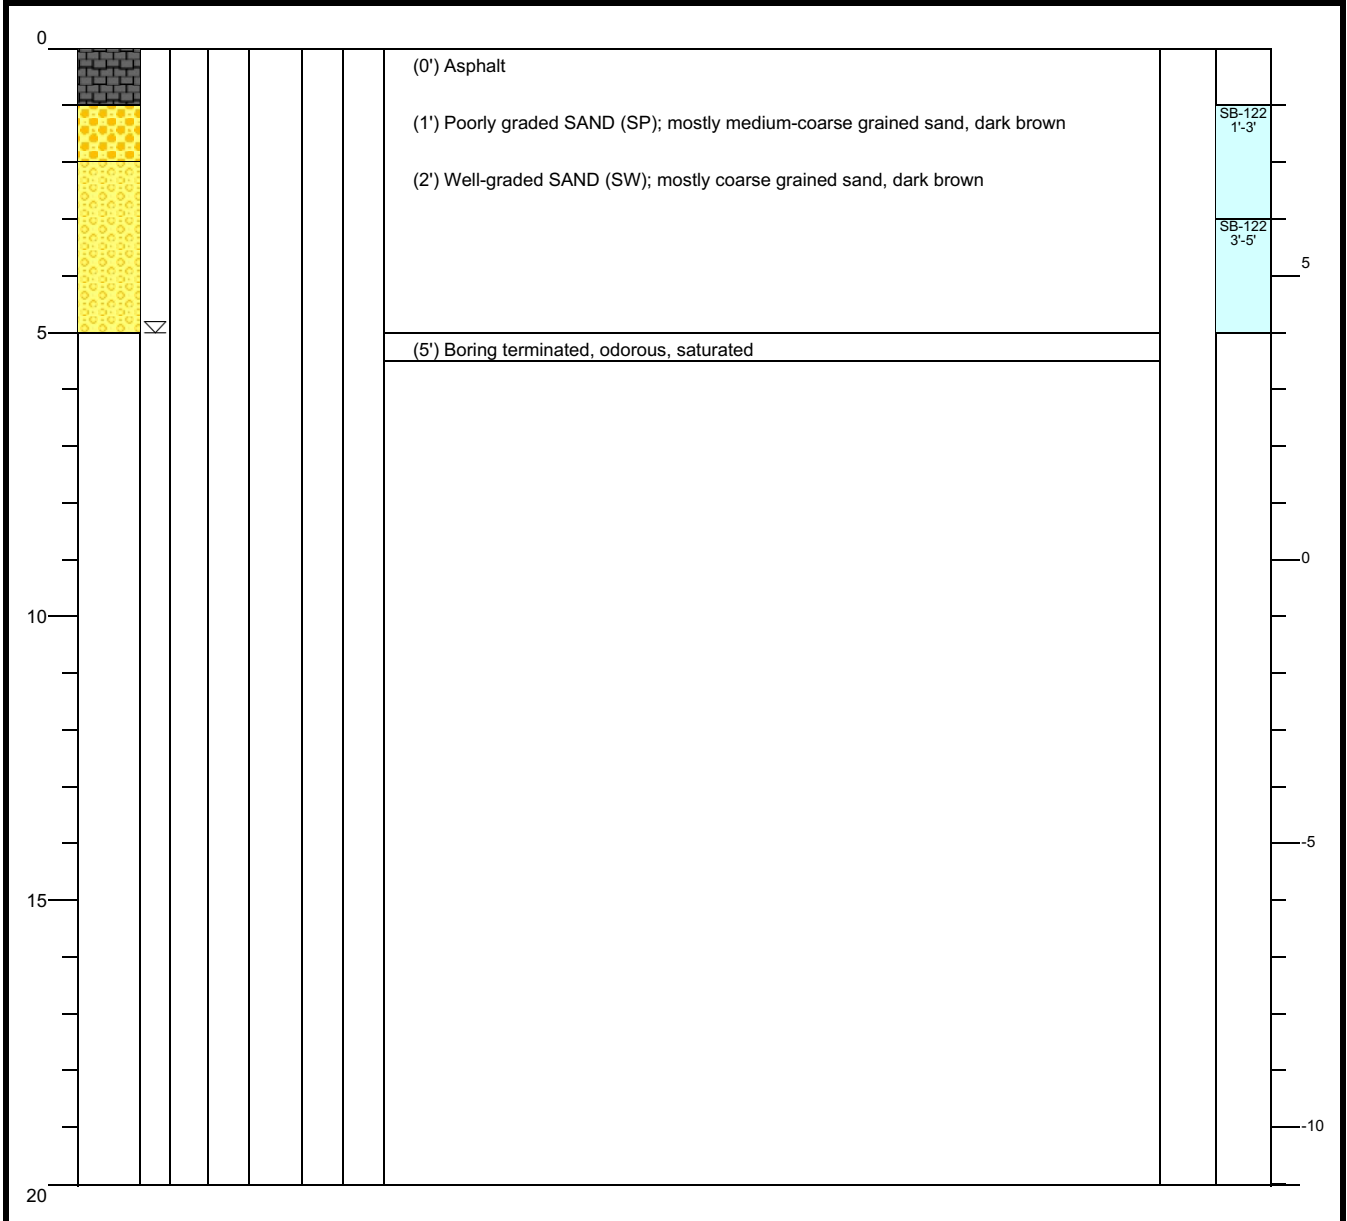 0
(0') Asphalt
(1') Poorly graded SAND (SP); mostly medium-coarse grained sand, dark brown
SB-122
1'-3'
(2') Well-graded SAND (SW); mostly coarse grained sand, dark brown
SB-122
3'-5'
5
5
(5') Boring terminated, odorous, saturated
0
10
-5
15
-10
20